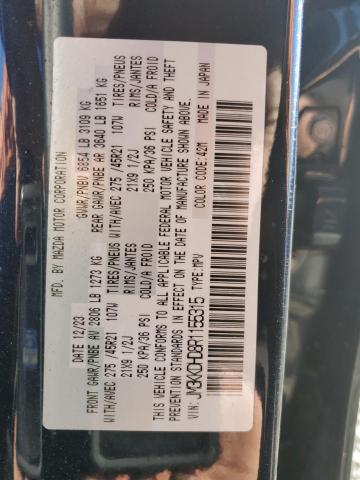 MFD. BY MAZDA MOTOR CORPORATION
DATE 12/23 GWVR/PNBV 6854 LB 3109 KG
FRONT GAWR/PNBE AV 2806 LB 1273 KG REAR GAWR/PNBE AR 3640 LB 1651 KG
WITH/AVEC 275 /45R21 107W TIRES/PNEUS WITH/AVEC 275 /45R21 107W TIRES/PNEUS
21X9 1/2J RIMS/JANTES 21X9 1/2J RIMS/JANTES
250 KPA/36 PSI COLD/A FROID 250 KPA/36 PSI COLD/A FROID
THIS VEHICLE CONFORMS TO ALL APPLICABLE FEDERAL MOTOR VEHICLE SAFETY AND THEFT
PREVENTION STANDARDS IN EFFECT ON THE DATE OF MANUFACTURE SHOWN ABOVE.
VIN: JM3KKDHD8R1155315 TYPE:MPV COLOR CODE: 42M MADE IN JAPAN